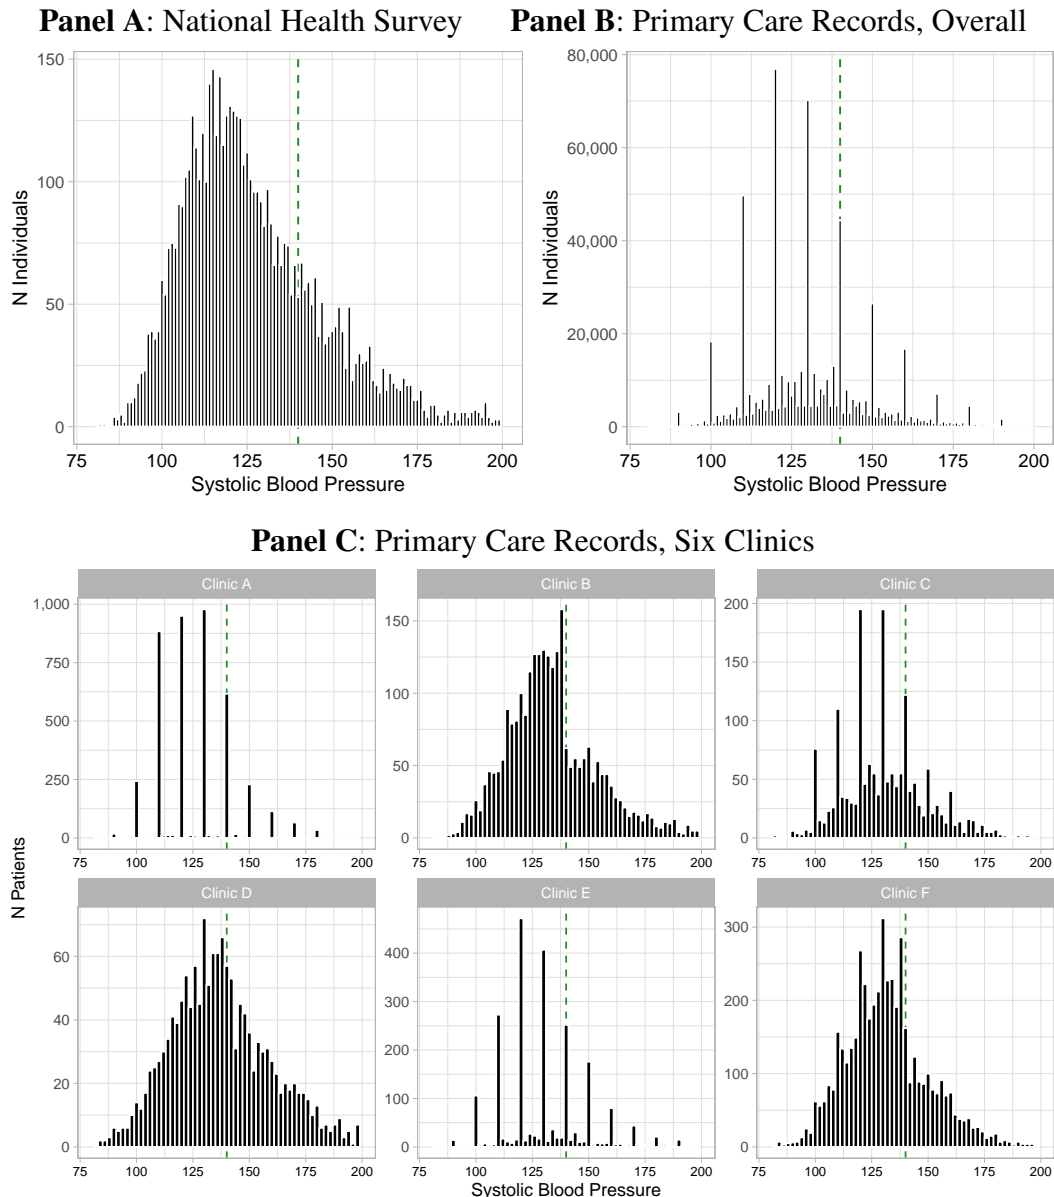 Panel A: National Health Survey
Panel B: Primary Care Records, Overall
N Individuals
150
100
50
0
75 100 125 150 175 200
Systolic Blood Pressure
N Individuals
80,000
60,000
40,000
20,000
0
75 100 125 150 175 200
Systolic Blood Pressure
Panel C: Primary Care Records, Six Clinics
N Patients
Clinic A
1,000
750
500
250
0
75 100 125 150 175 200
Clinic B
150
100
50
0
75 100 125 150 175 200
Clinic C
200
150
100
50
0
75 100 125 150 175 200
Clinic D
60
40
20
0
75 100 125 150 175 200
Clinic E
400
300
200
100
0
75 100 125 150 175 200
Clinic F
300
200
100
0
75 100 125 150 175 200
Systolic Blood Pressure